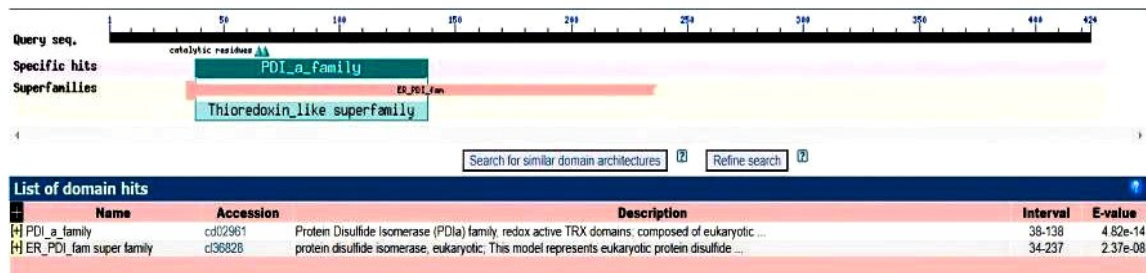 1 50 100 150 200 250 300 350 400 424
Query seq.
catalytic residues
Specific hits
PDI_a_family
Superfamilies
ER_PDI_fam
Thioredoxin_like superfamily
Search for similar domain architectures ? Refine search ?
List of domain hits ?
+ Name Accession Description Interval E-value
[+] PDI_a_family cd02961 Protein Disulfide Isomerase (PDIa) family, redox active TRX domains; composed of eukaryotic ... 38-138 4.82e-14
[+] ER_PDI_fam super family cl36828 protein disulfide isomerase, eukaryotic; This model represents eukaryotic protein disulfide ... 34-237 2.37e-08